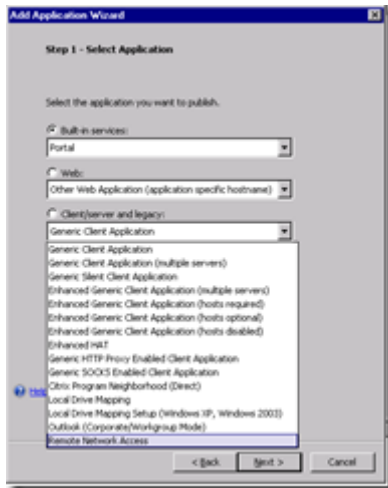 Add Application Wizard
Step 1 - Select Application
Select the application you want to publish.
Built-in services:
Portal
Web:
Other Web Application (application specific hostname)
Client/server and legacy:
Generic Client Application
Generic Client Application
Generic Client Application (multiple servers)
Generic Silent Client Application
Enhanced Generic Client Application (multiple servers)
Enhanced Generic Client Application (hosts required)
Enhanced Generic Client Application (hosts optional)
Enhanced Generic Client Application (hosts disabled)
Enhanced HAT
Generic HTTP Proxy Enabled Client Application
Generic SOCKS Enabled Client Application
Citrix Program Neighborhood (Direct)
Local Drive Mapping
Local Drive Mapping Setup (Windows XP, Windows 2003)
Outlook (Corporate/Workgroup Mode)
Remote Network Access
< Back Next > Cancel